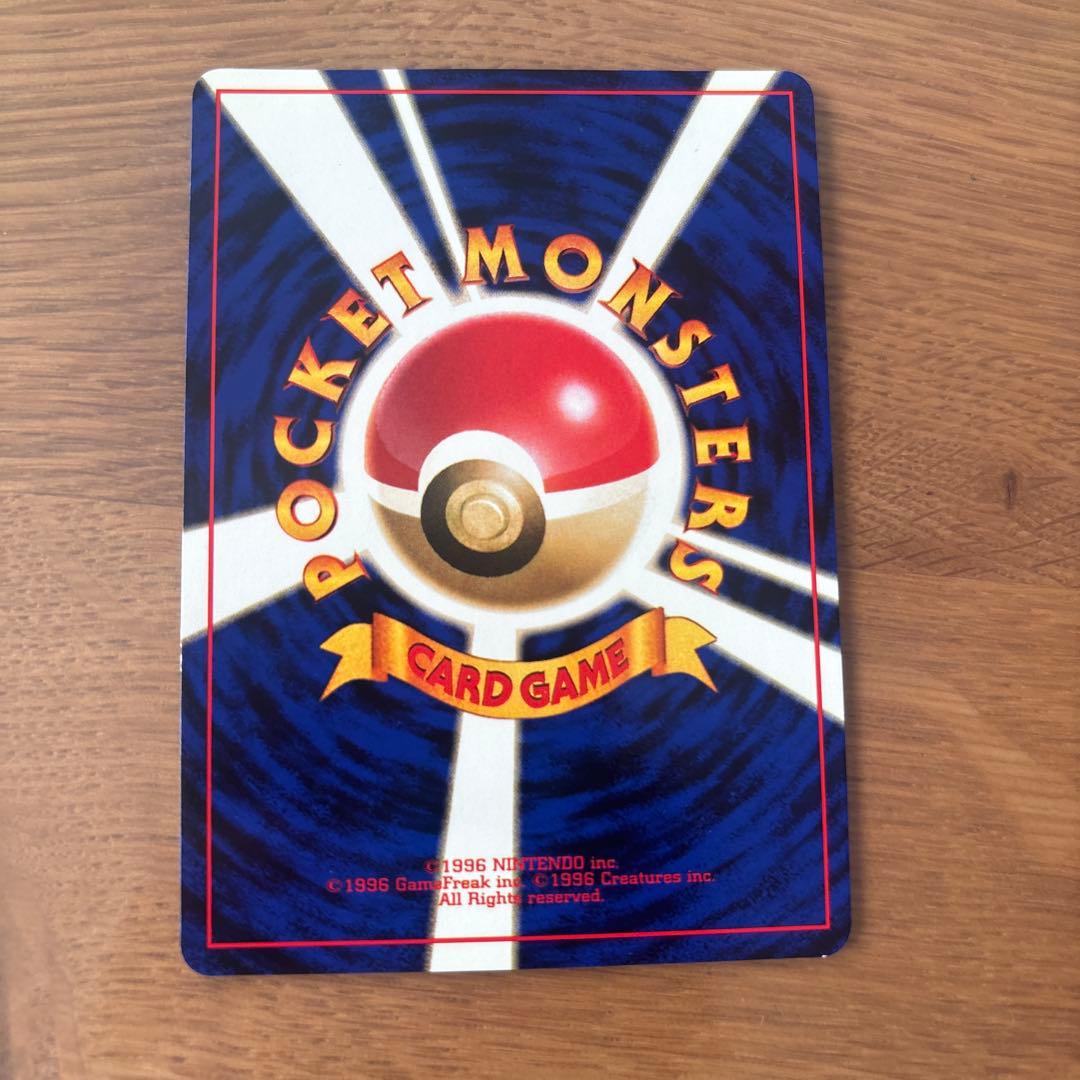 POCKET MONSTERS
CARD GAME
©1996 NINTENDO inc.
©1996 GameFreak inc. ©1996 Creatures inc.
All Rights reserved.